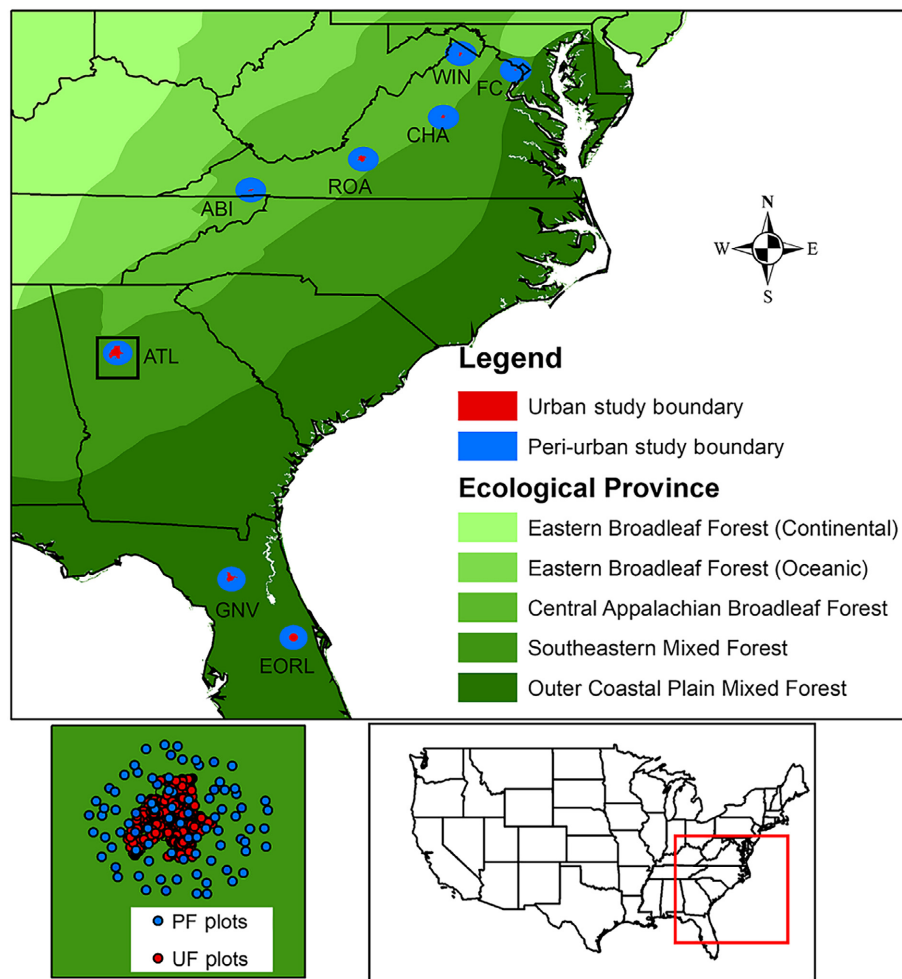 WIN
FC
CHA
ROA
ABI
N
W E
S
ATL
Legend
Urban study boundary
Peri-urban study boundary
Ecological Province
Eastern Broadleaf Forest (Continental)
Eastern Broadleaf Forest (Oceanic)
Central Appalachian Broadleaf Forest
Southeastern Mixed Forest
Outer Coastal Plain Mixed Forest
GNV
EORL
PF plots
UF plots